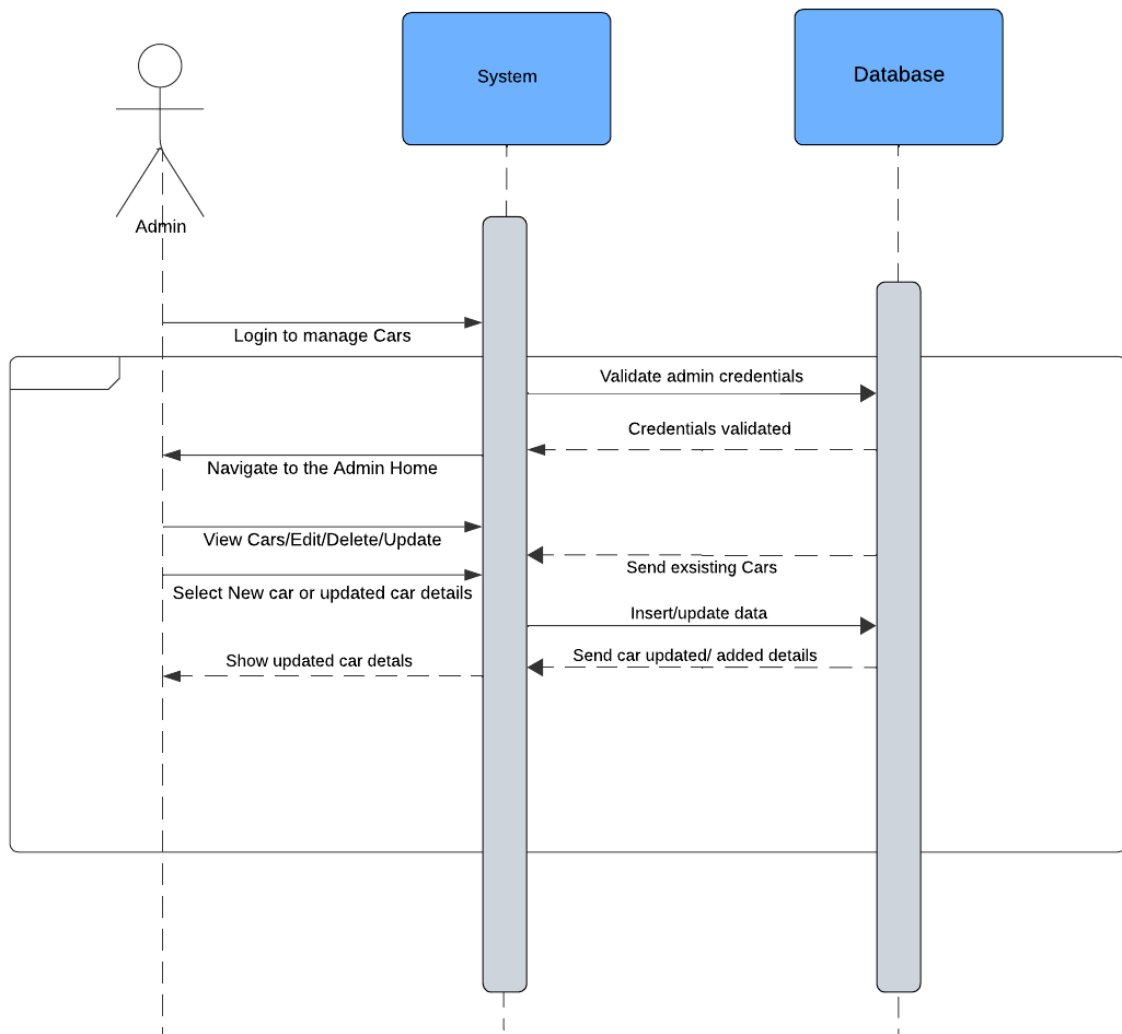 System
Database
Admin
Login to manage Cars
Validate admin credentials
Credentials validated
Navigate to the Admin Home
View Cars/Edit/Delete/Update
Send exsisting Cars
Select New car or updated car details
Insert/update data
Send car updated/ added details
Show updated car detals